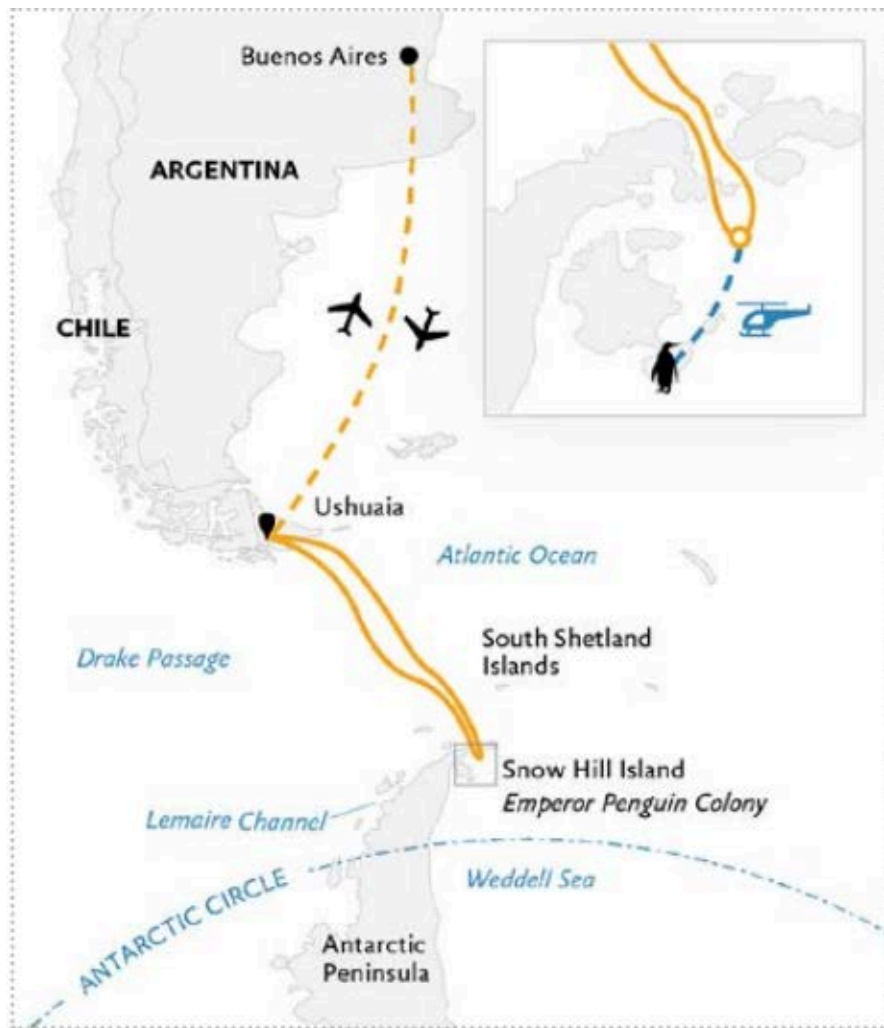 Buenos Aires
ARGENTINA
CHILE
Ushuaia
Atlantic Ocean
South Shetland
Islands
Drake Passage
Snow Hill Island
Emperor Penguin Colony
Lemaire Channel
Weddell Sea
ANTARCTIC CIRCLE
Antarctic
Peninsula